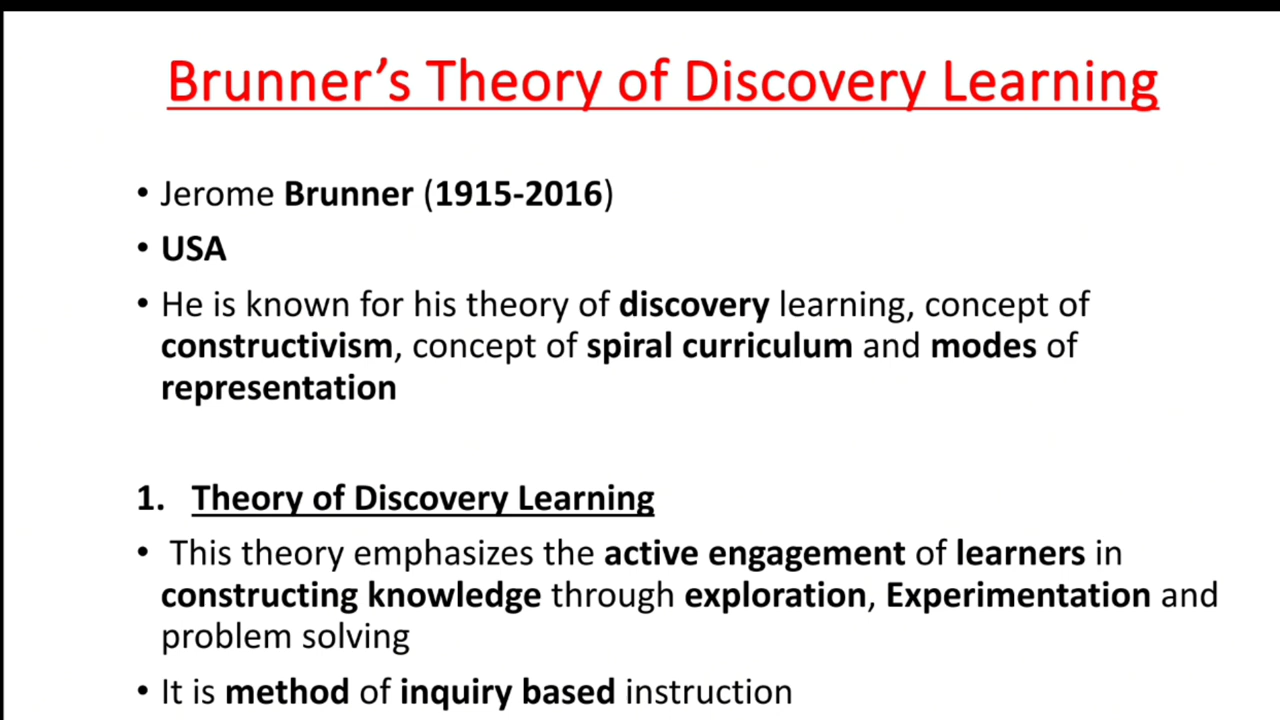 Brunner’s Theory of Discovery Learning
• Jerome Brunner (1915-2016)
• USA
• He is known for his theory of discovery learning, concept of
constructivism, concept of spiral curriculum and modes of
representation
1. Theory of Discovery Learning
• This theory emphasizes the active engagement of learners in
constructing knowledge through exploration, Experimentation and
problem solving
• It is method of inquiry based instruction